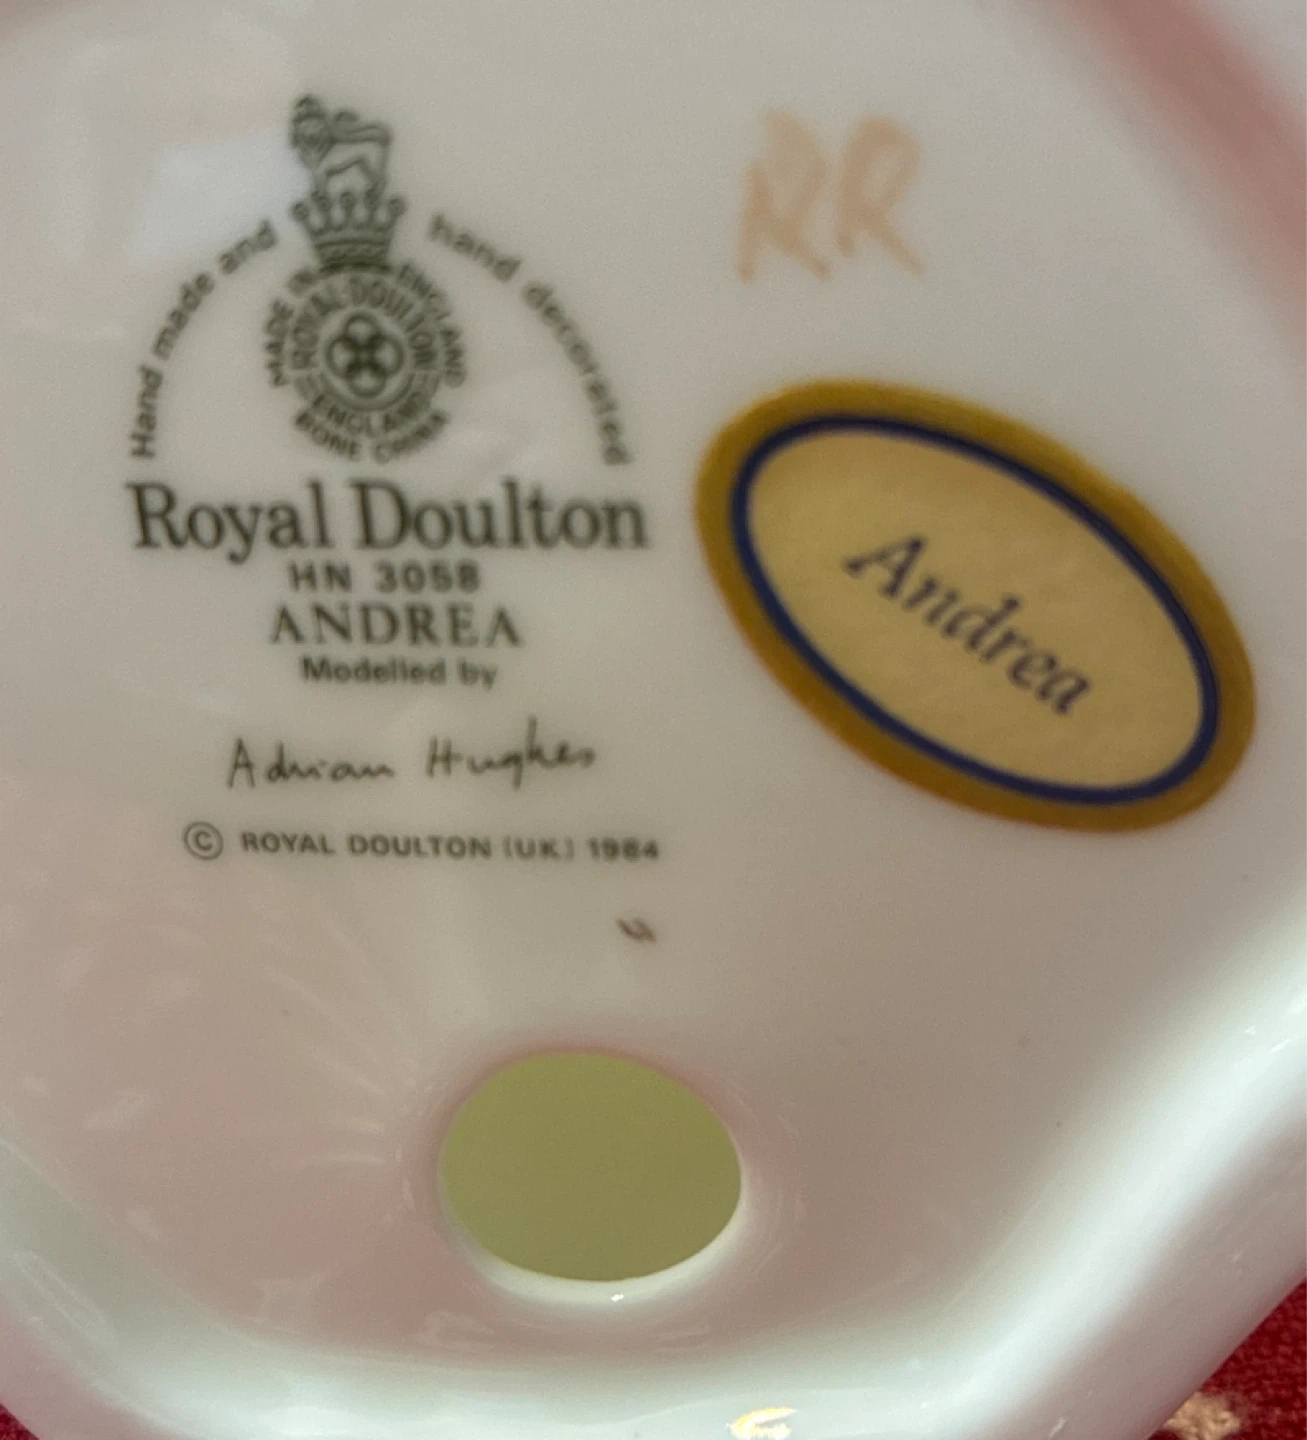 RR
Hand made and hand decorated
MADE IN ENGLAND
ROYAL DOULTON
ENGLAND
BONE CHINA
Royal Doulton
HN 3058
ANDREA
Modelled by
Adrian Hughes
© ROYAL DOULTON (UK) 1984
Andrea